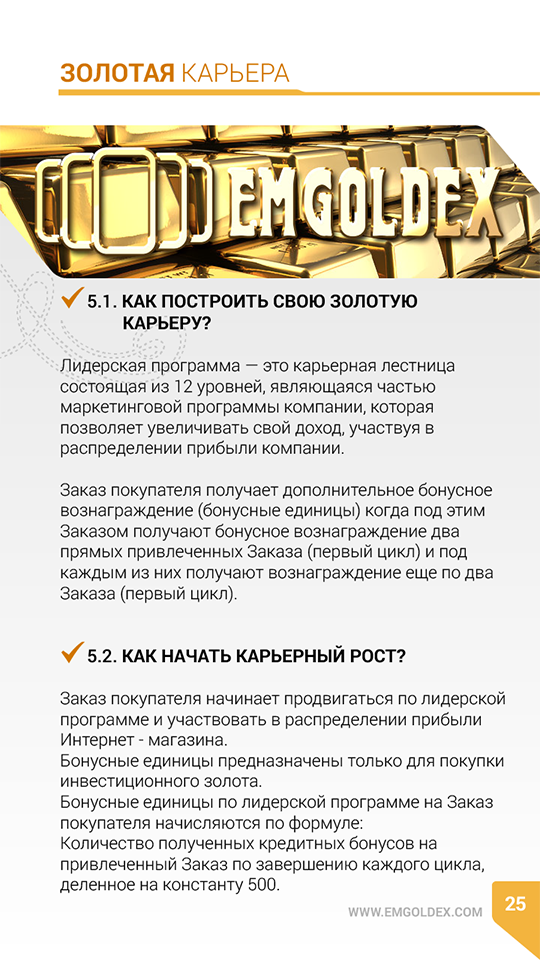 ЗОЛОТАЯ КАРЬЕРА
EMGOLDEX
5.1. КАК ПОСТРОИТЬ СВОЮ ЗОЛОТУЮ
КАРЬЕРУ?
Лидерская программа — это карьерная лестница
состоящая из 12 уровней, являющаяся частью
маркетинговой программы компании, которая
позволяет увеличивать свой доход, участвуя в
распределении прибыли компании.
Заказ покупателя получает дополнительное бонусное
вознаграждение (бонусные единицы) когда под этим
Заказом получают бонусное вознаграждение два
прямых привлеченных Заказа (первый цикл) и под
каждым из них получают вознаграждение еще по два
Заказа (первый цикл).
5.2. КАК НАЧАТЬ КАРЬЕРНЫЙ РОСТ?
Заказ покупателя начинает продвигаться по лидерской
программе и участвовать в распределении прибыли
Интернет - магазина.
Бонусные единицы предназначены только для покупки
инвестиционного золота.
Бонусные единицы по лидерской программе на Заказ
покупателя начисляются по формуле:
Количество полученных кредитных бонусов на
привлеченный Заказ по завершению каждого цикла,
деленное на константу 500.
WWW.EMGOLDEX.COM
25